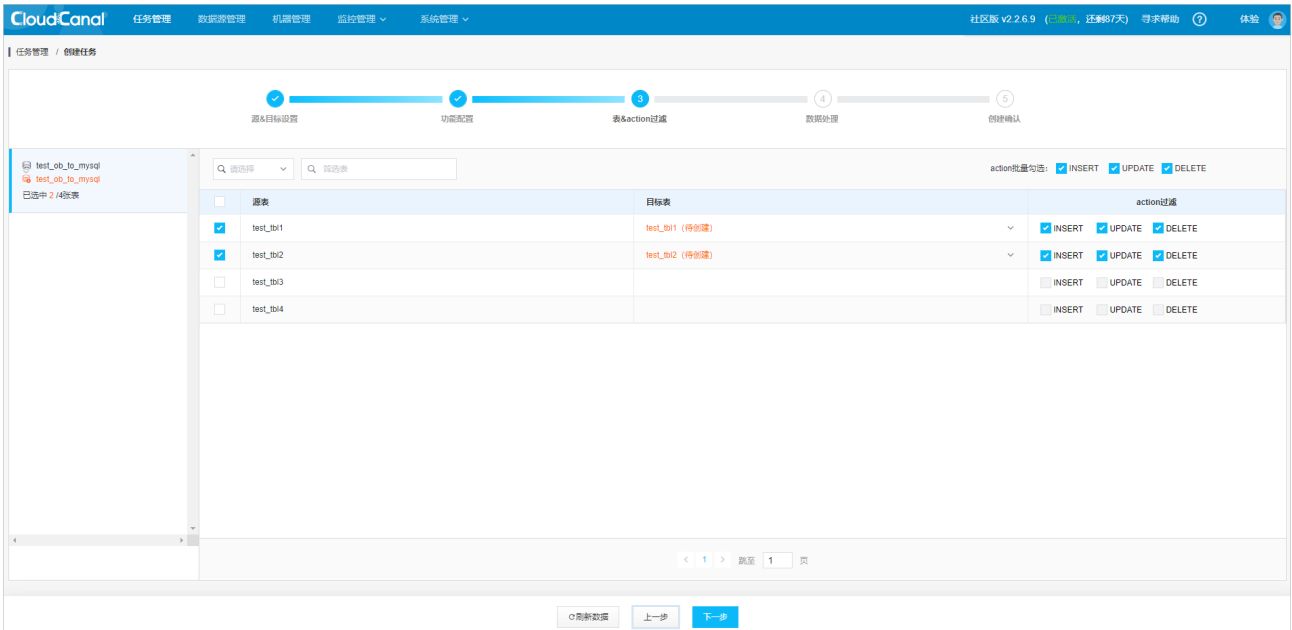 CloudCanal 任务管理 数据源管理 机器管理 监控管理 系统管理 社区版 v2.2.6.9 (已激活, 还剩87天) 寻求帮助 ? 体验
任务管理 / 创建任务
3 4 5
源&目标设置 功能配置 表&action过滤 数据处理 创建确认
test_ob_to_mysql
test_ob_to_mysql
已选中 2 /4张表
请选择 筛选表 action批量勾选: INSERT UPDATE DELETE
源表 目标表 action过滤
test_tbl1 test_tbl1 (待创建) INSERT UPDATE DELETE
test_tbl2 test_tbl2 (待创建) INSERT UPDATE DELETE
test_tbl3 INSERT UPDATE DELETE
test_tbl4 INSERT UPDATE DELETE
< 1 > 跳至 1 页
刷新数据 上一步 下一步